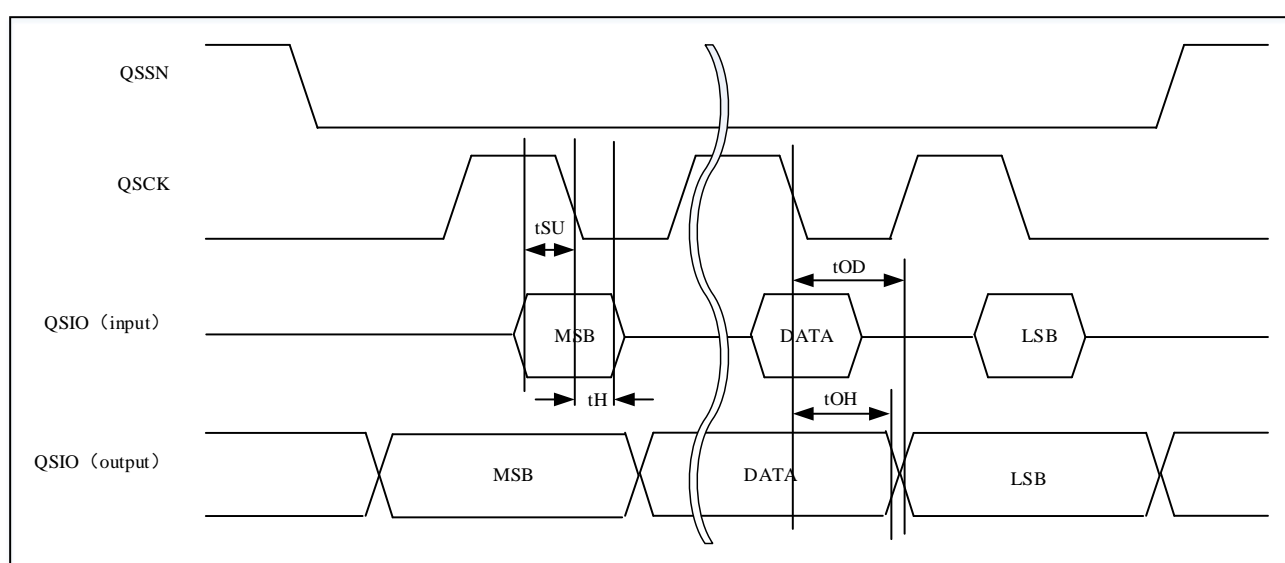 QSSN
QSCK
tSU
tOD
QSIO（input）
MSB
DATA
LSB
tH
tOH
QSIO（output）
MSB
DATA
LSB